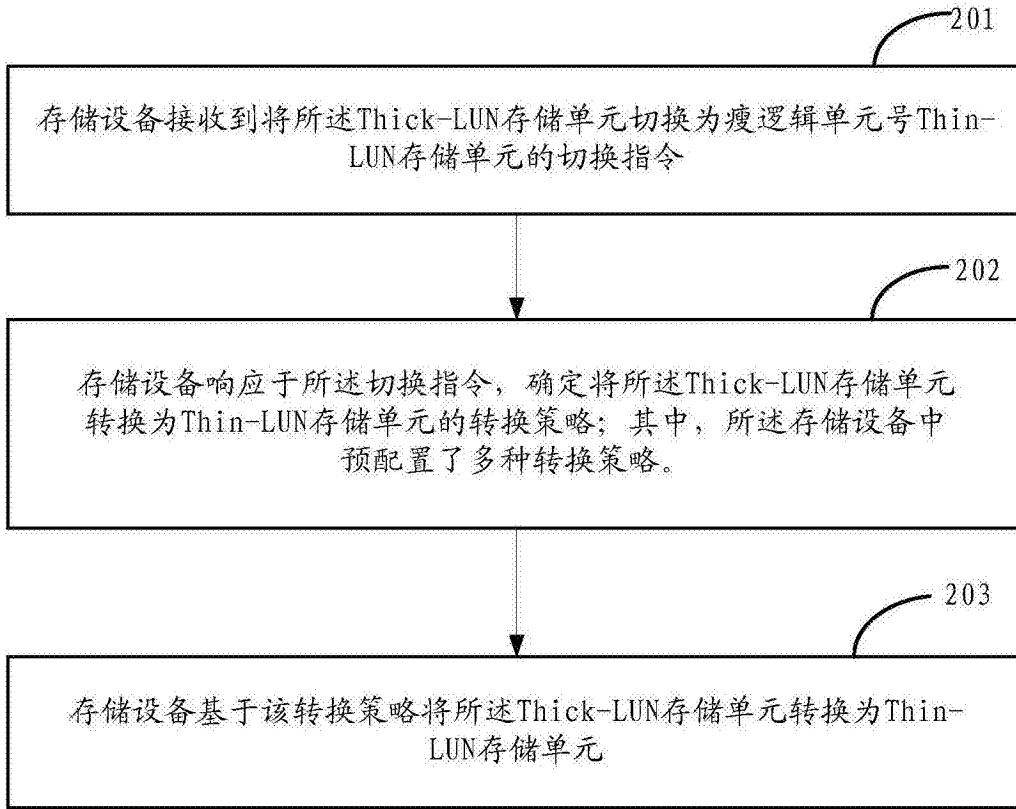 201
存储设备接收到将所述Thick-LUN存储单元切换为瘦逻辑单元号Thin-
LUN存储单元的切换指令
202
存储设备响应于所述切换指令，确定将所述Thick-LUN存储单元
转换为Thin-LUN存储单元的转换策略；其中，所述存储设备中
预配置了多种转换策略。
203
存储设备基于该转换策略将所述Thick-LUN存储单元转换为Thin-
LUN存储单元